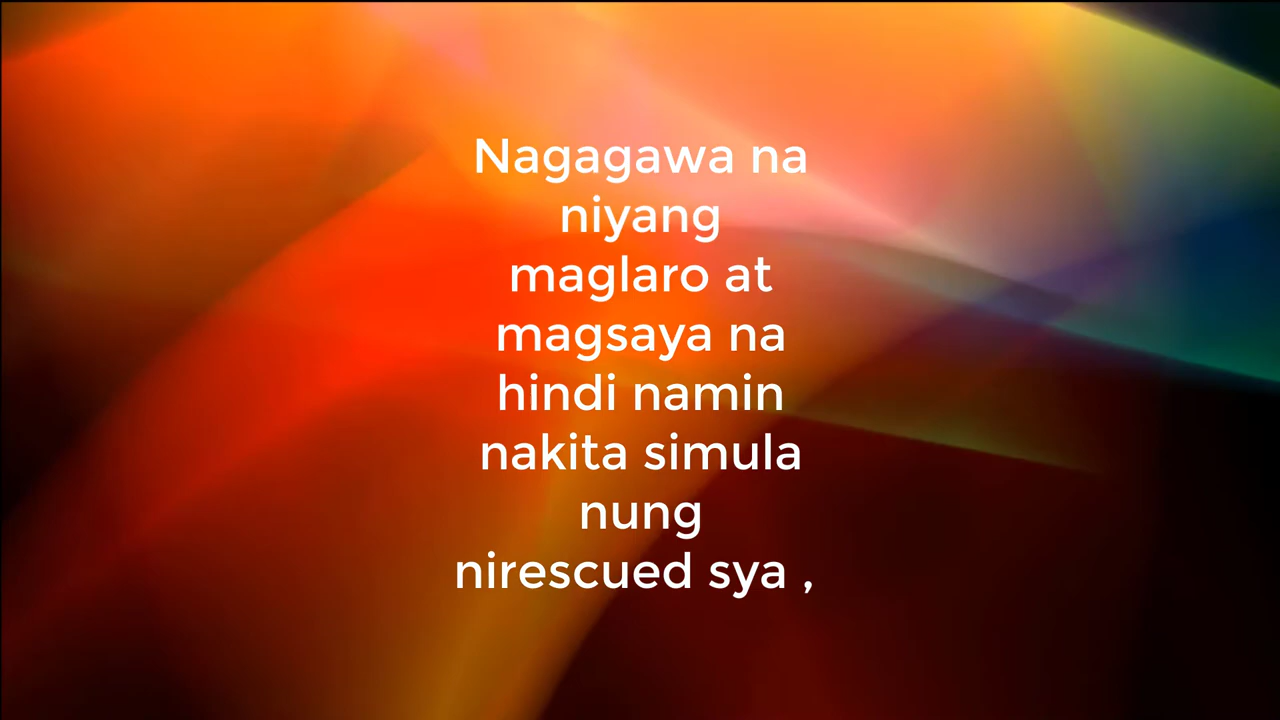 Nagagawa na
niyang
maglaro at
magsaya na
hindi namin
nakita simula
nung
nirescued sya ,